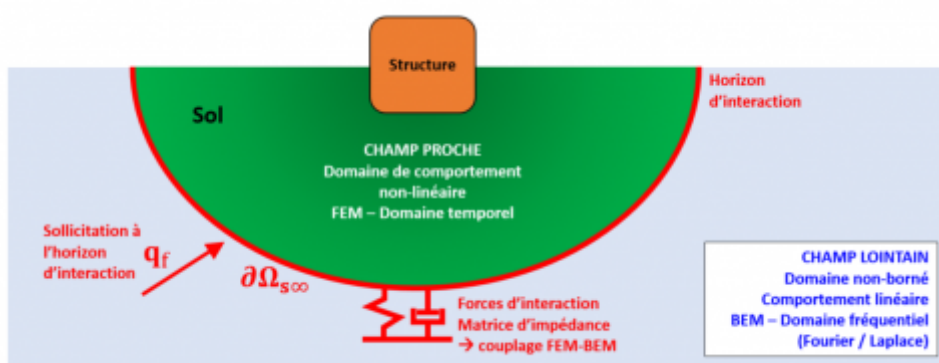 Structure
Horizon
d'interaction
Sol
CHAMP PROCHE
Domaine de comportement
non-linéaire
FEM – Domaine temporel
Sollicitation à
l'horizon
d'interaction
q_f
∂Ω_s∞
Forces d'interaction
Matrice d'impédance
→ couplage FEM-BEM
CHAMP LOINTAIN
Domaine non-borné
Comportement linéaire
BEM – Domaine fréquentiel
(Fourier / Laplace)